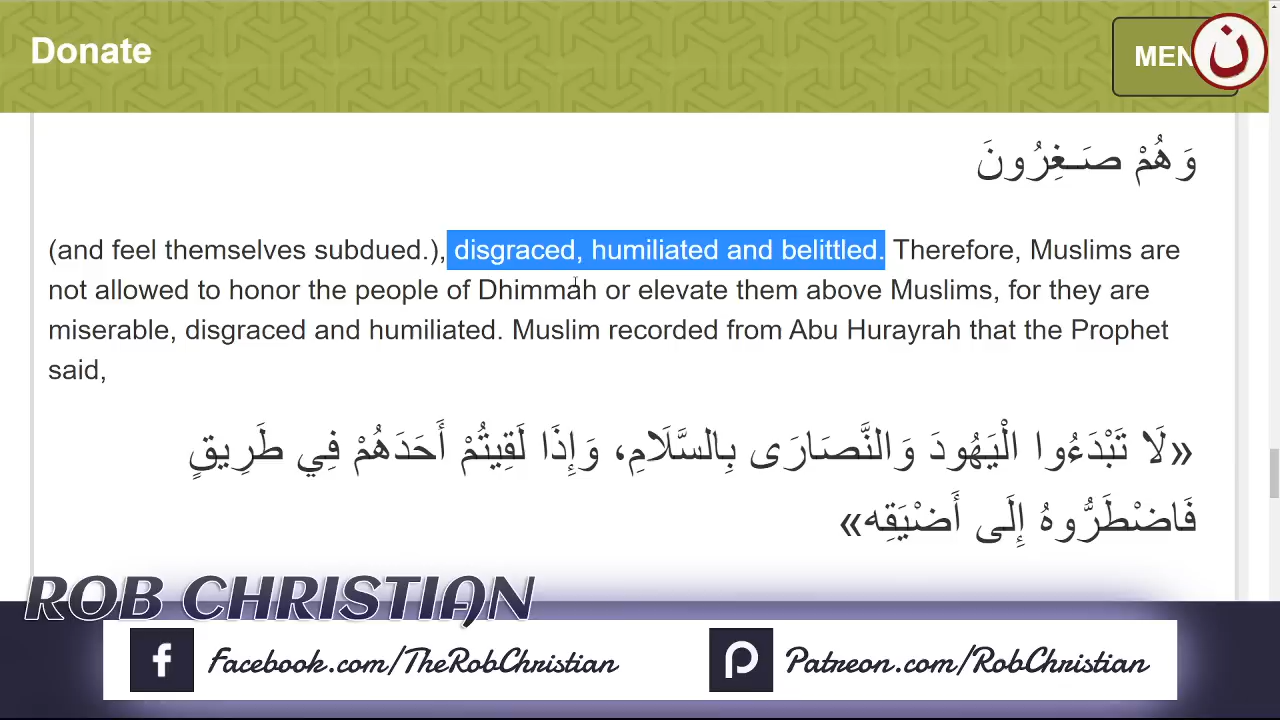 Donate
MEN
ن
وَهُمْ صَـغِرُونَ
(and feel themselves subdued.), disgraced, humiliated and belittled. Therefore, Muslims are
not allowed to honor the people of Dhimmah or elevate them above Muslims, for they are
miserable, disgraced and humiliated. Muslim recorded from Abu Hurayrah that the Prophet
said,
«لَا تَبْدَءُوا الْيَهُودَ وَالنَّصَارَى بِالسَّلَامِ، وَإِذَا لَقِيتُمْ أَحَدَهُمْ فِي طَرِيقٍ
فَاضْطَرُّوهُ إِلَى أَضْيَقِه»
ROB CHRISTIAN
f Facebook.com/TheRobChristian
Patreon.com/RobChristian